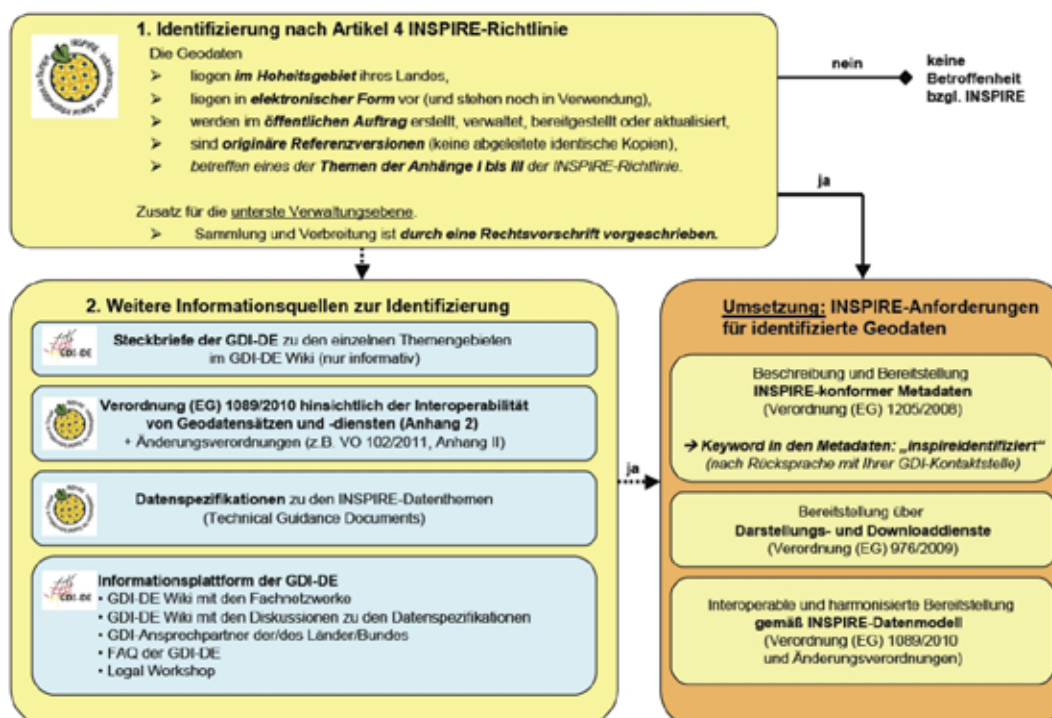 1. Identifizierung nach Artikel 4 INSPIRE-Richtlinie
Die Geodaten
➤ liegen im Hoheitsgebiet ihres Landes,
➤ liegen in elektronischer Form vor (und stehen noch in Verwendung),
➤ werden im öffentlichen Auftrag erstellt, verwaltet, bereitgestellt oder aktualisiert,
➤ sind originäre Referenzversionen (keine abgeleitete identische Kopien),
➤ betreffen eines der Themen der Anhänge I bis III der INSPIRE-Richtlinie.
Zusatz für die unterste Verwaltungsebene.
➤ Sammlung und Verbreitung ist durch eine Rechtsvorschrift vorgeschrieben.
nein
keine
Betroffenheit
bzgl. INSPIRE
ja
2. Weitere Informationsquellen zur Identifizierung
GDI-DE
Steckbriefe der GDI-DE zu den einzelnen Themengebieten
im GDI-DE Wiki (nur informativ)
Verordnung (EG) 1089/2010 hinsichtlich der Interoperabilität
von Geodatensätzen und -diensten (Anhang 2)
+ Änderungsverordnungen (z.B. VO 102/2011, Anhang II)
Datenspezifikationen zu den INSPIRE-Datenthemen
(Technical Guidance Documents)
GDI-DE
Informationsplattform der GDI-DE
• GDI-DE Wiki mit den Fachnetzwerke
• GDI-DE Wiki mit den Diskussionen zu den Datenspezifikationen
• GDI-Ansprechpartner der/des Länder/Bundes
• FAQ der GDI-DE
• Legal Workshop
ja
Umsetzung: INSPIRE-Anforderungen
für identifizierte Geodaten
Beschreibung und Bereitstellung
INSPIRE-konformer Metadaten
(Verordnung (EG) 1205/2008)
→ Keyword in den Metadaten: „inspireidentifiziert“
(nach Rücksprache mit Ihrer GDI-Kontaktstelle)
Bereitstellung über
Darstellungs- und Downloaddienste
(Verordnung (EG) 976/2009)
Interoperable und harmonisierte Bereitstellung
gemäß INSPIRE-Datenmodell
(Verordnung (EG) 1089/2010
und Änderungsverordnungen)